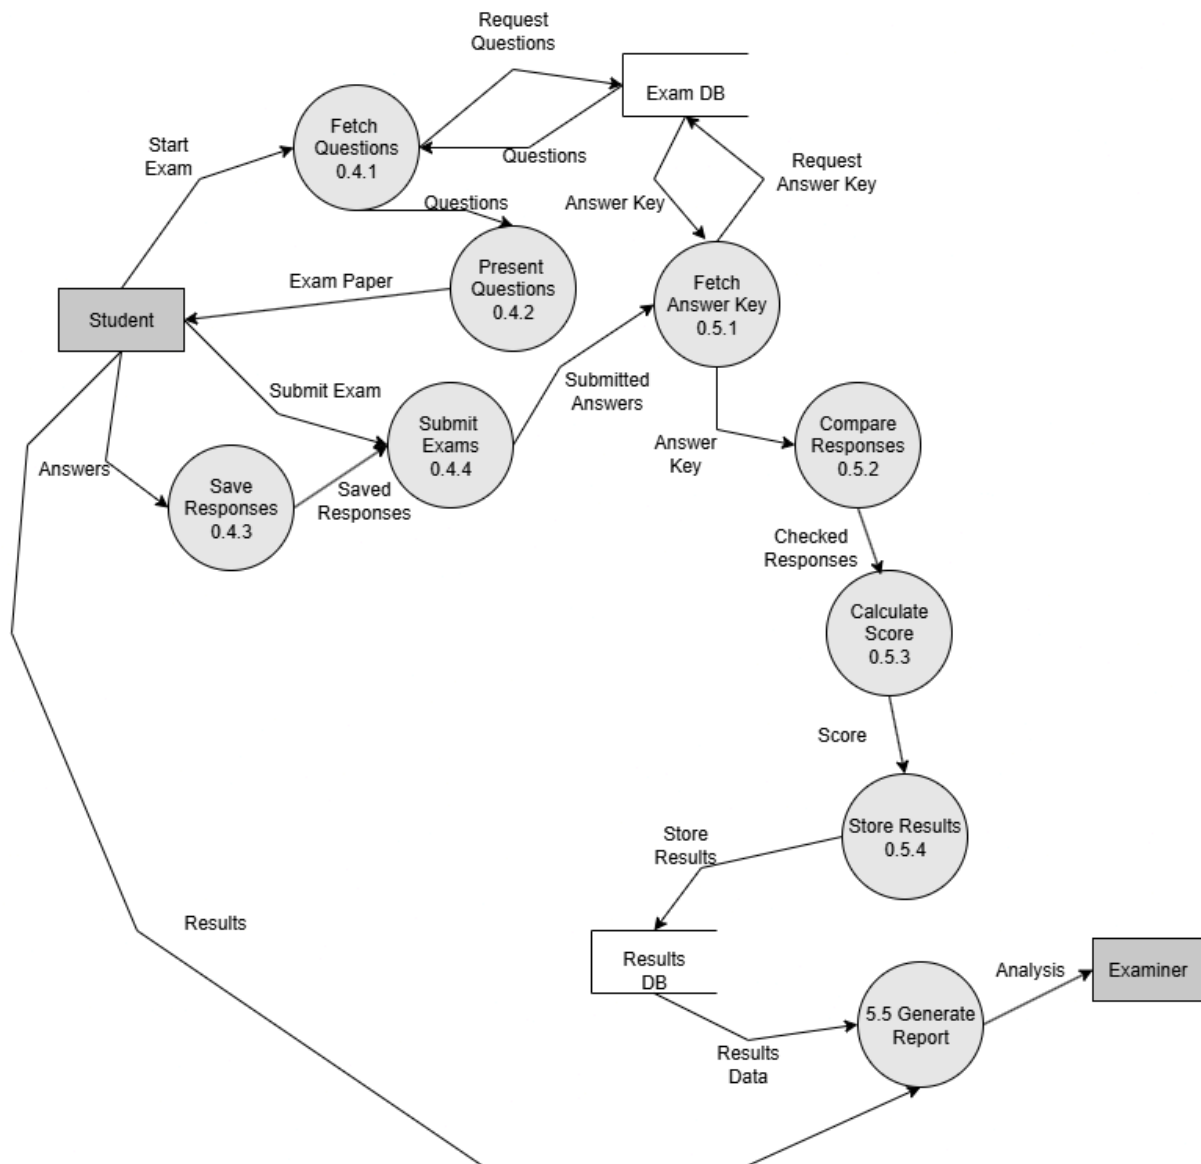 Request
Questions
Exam DB
Fetch
Questions
0.4.1
Start
Exam
Questions
Request
Answer Key
Answer Key
Questions
Present
Questions
0.4.2
Exam Paper
Fetch
Answer Key
0.5.1
Student
Submit Exam
Submitted
Answers
Submit
Exams
0.4.4
Compare
Responses
0.5.2
Answer
Key
Answers
Save
Responses
0.4.3
Saved
Responses
Checked
Responses
Calculate
Score
0.5.3
Score
Store Results
0.5.4
Store
Results
Results
Results
DB
Analysis
Examiner
5.5 Generate
Report
Results
Data